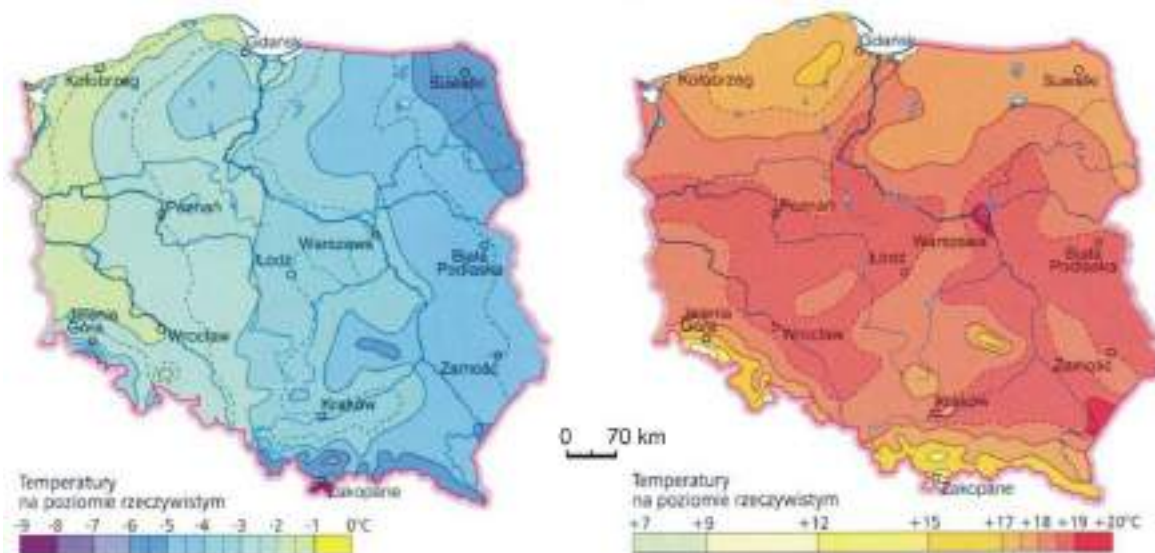 Gdańsk
Kołobrzeg
Suwałki
Poznań
Warszawa
Łódź
Biała
Podlaska
Jelenia
Góra
Wrocław
Zamość
Kraków
Zakopane
Temperatury
na poziomie rzeczywistym
-9 -8 -7 -6 -5 -4 -3 -2 -1 0°C
0 70 km
Gdańsk
Kołobrzeg
Suwałki
Poznań
Warszawa
Łódź
Biała
Podlaska
Jelenia
Góra
Wrocław
Zamość
Kraków
Zakopane
Temperatury
na poziomie rzeczywistym
+7 +9 +12 +15 +17 +18 +19 +20°C